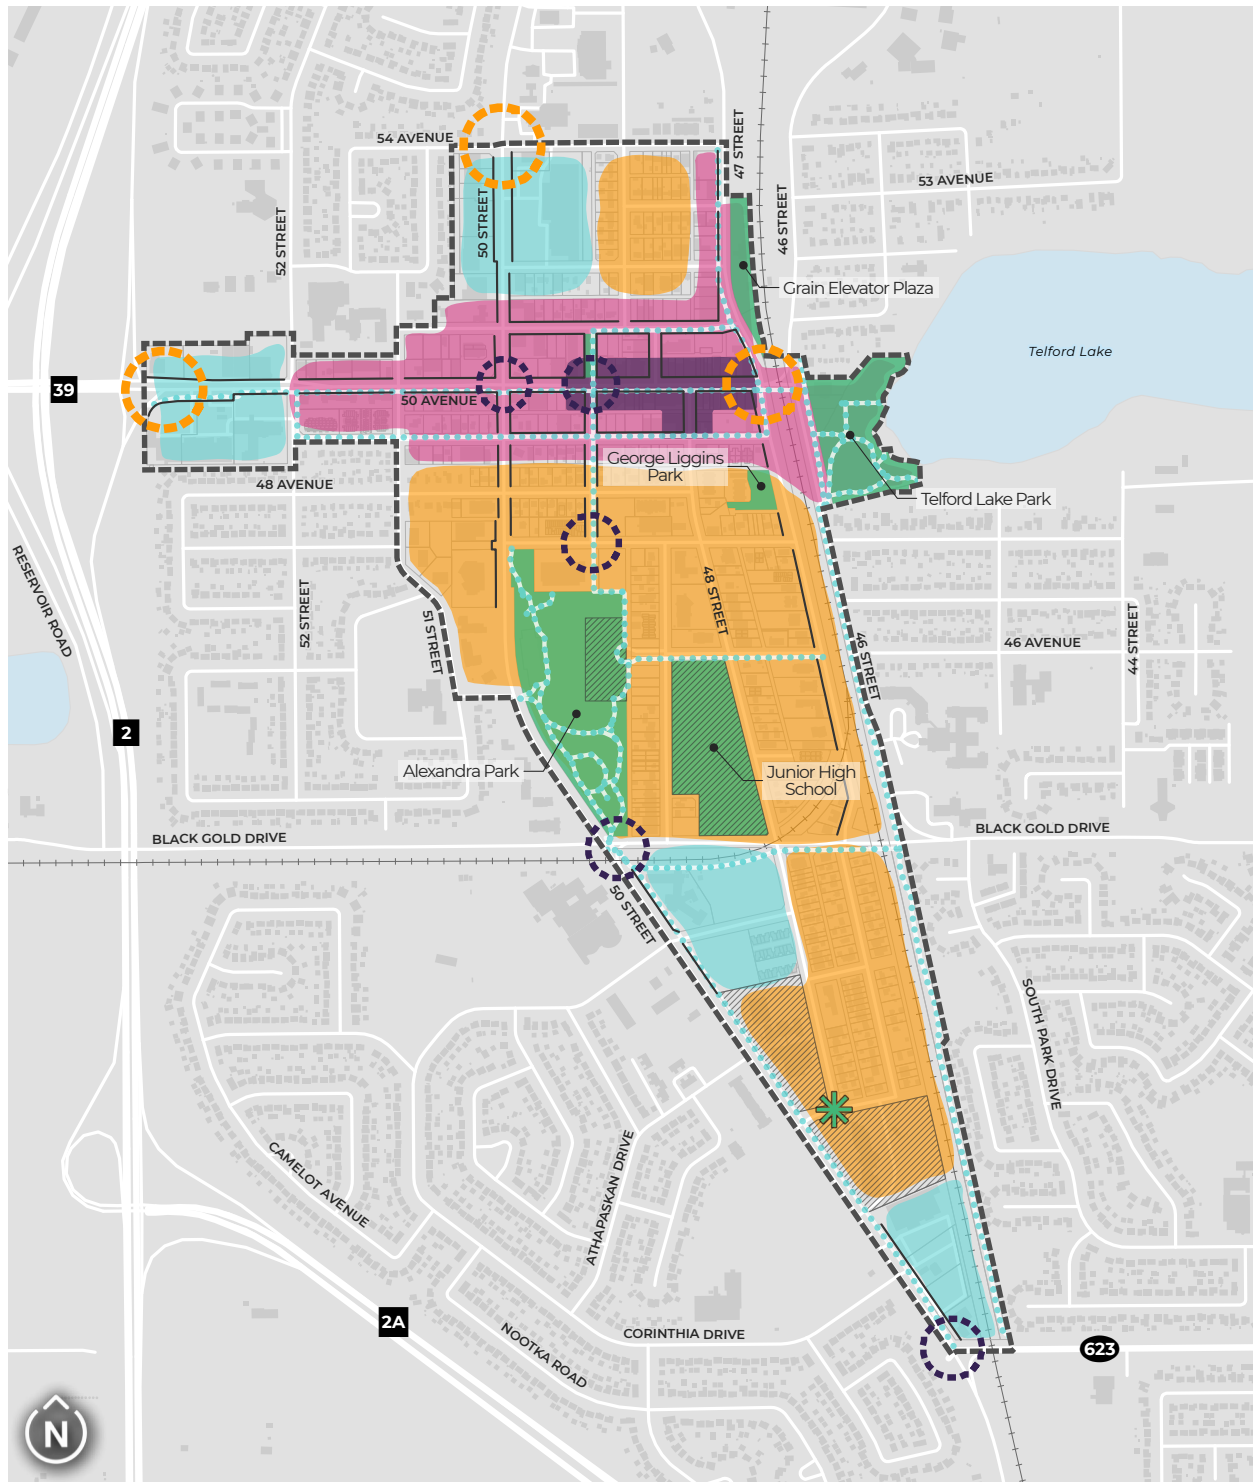 54 AVENUE
47 STREET
53 AVENUE
50 STREET
46 STREET
52 STREET
Grain Elevator Plaza
Telford Lake
39
50 AVENUE
George Liggins
Park
48 AVENUE
Telford Lake Park
RESERVOIR ROAD
52 STREET
51 STREET
48 STREET
46 STREET
46 AVENUE
44 STREET
2
Alexandra Park
Junior High
School
BLACK GOLD DRIVE
BLACK GOLD DRIVE
50 STREET
SOUTH PARK DRIVE
CAMELOT AVENUE
ATHAPASKAN DRIVE
2A
NOOTKA ROAD
CORINTHIA DRIVE
623
N